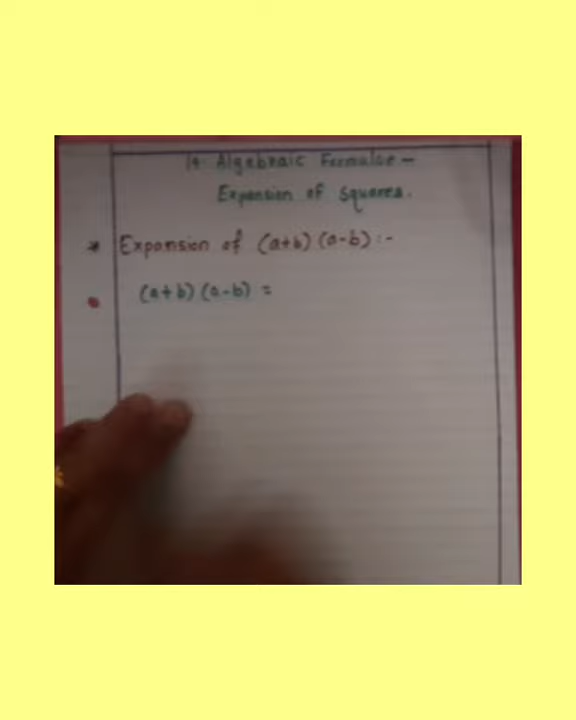 14. Algebraic Formulae –
Expansion of Squares.
* Expansion of (a+b) (a-b) :-
(a+b) (a-b) =